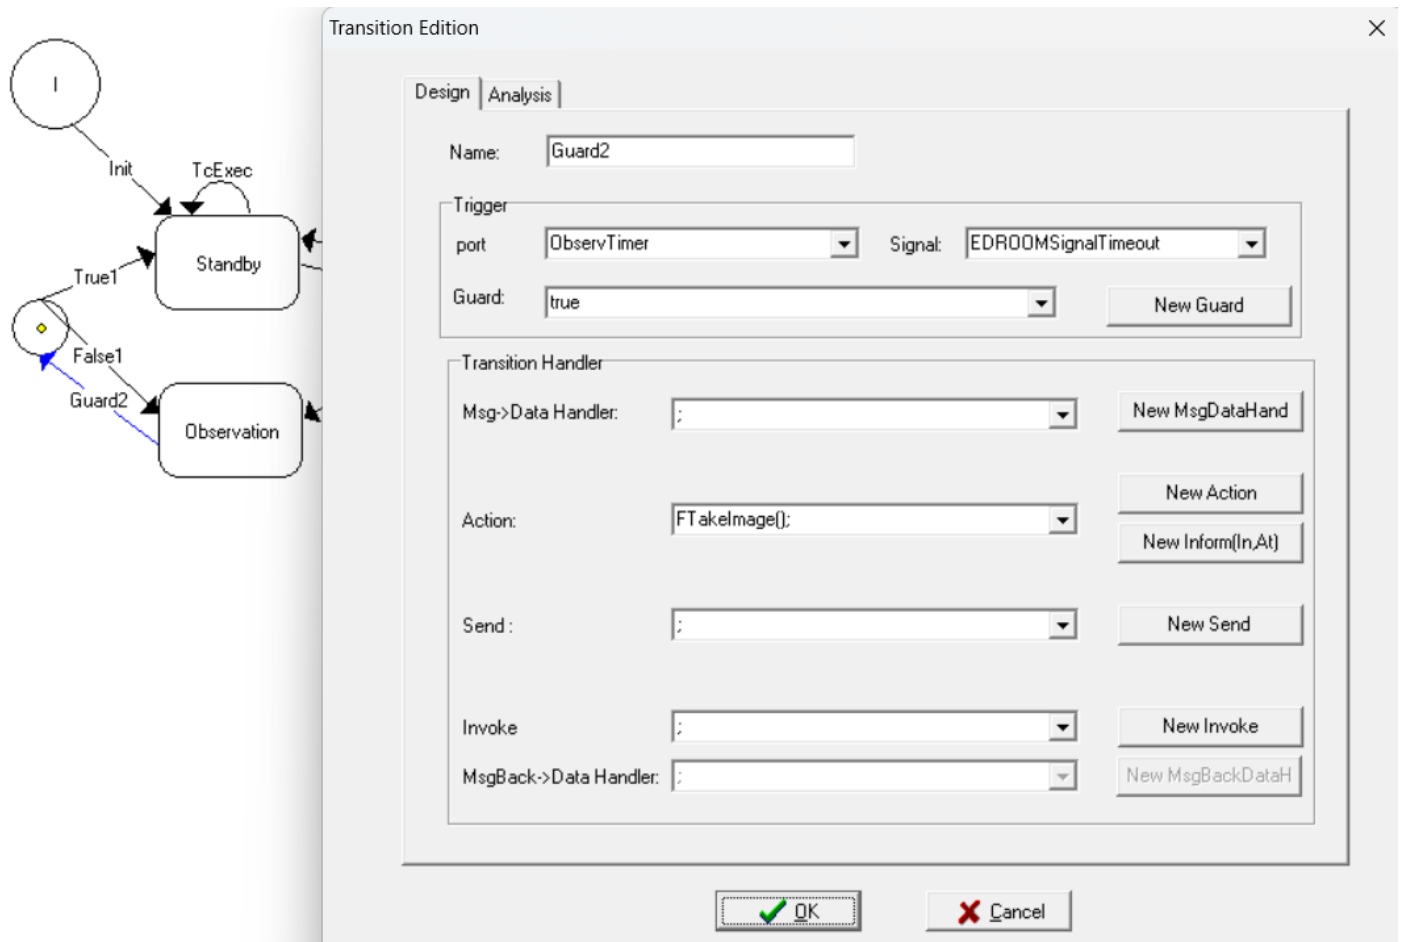 Transition Edition
I
Init
TcExec
Standby
True1
False1
Guard2
Observation
Design
Analysis
Name:
Guard2
Trigger
port
ObservTimer
Signal:
EDROOMSignalTimeout
Guard:
true
New Guard
Transition Handler
Msg->Data Handler:
;
New MsgDataHand
New Action
Action:
FTakeImage();
New Inform(In,At)
Send :
;
New Send
Invoke
;
New Invoke
MsgBack->Data Handler:
;
New MsgBackDataH
OK
Cancel